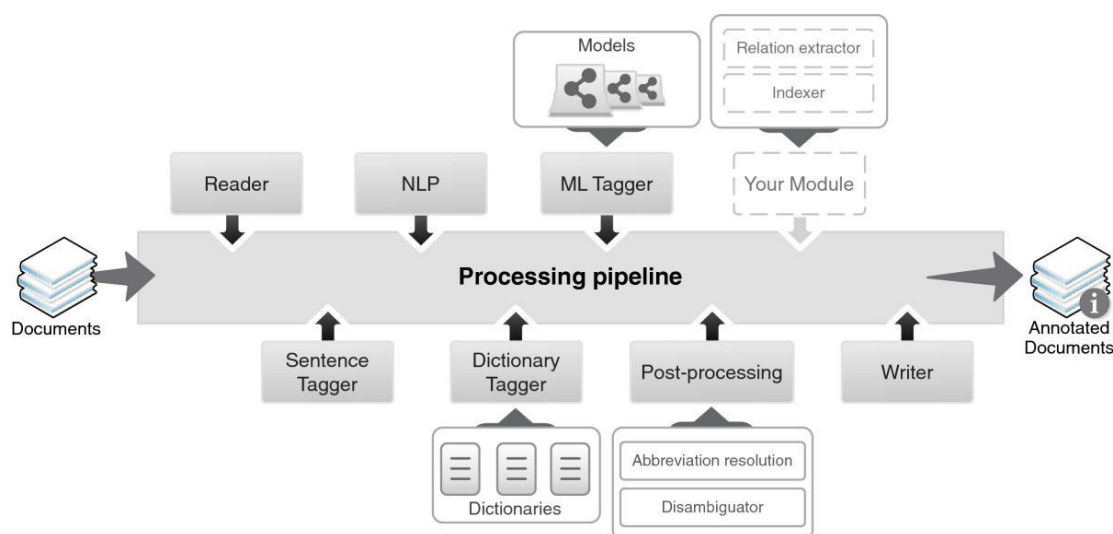 Models
Relation extractor
Indexer
Reader
NLP
ML Tagger
Your Module
Documents
Processing pipeline
Annotated
Documents
Sentence
Tagger
Dictionary
Tagger
Post-processing
Writer
Dictionaries
Abbreviation resolution
Disambiguator